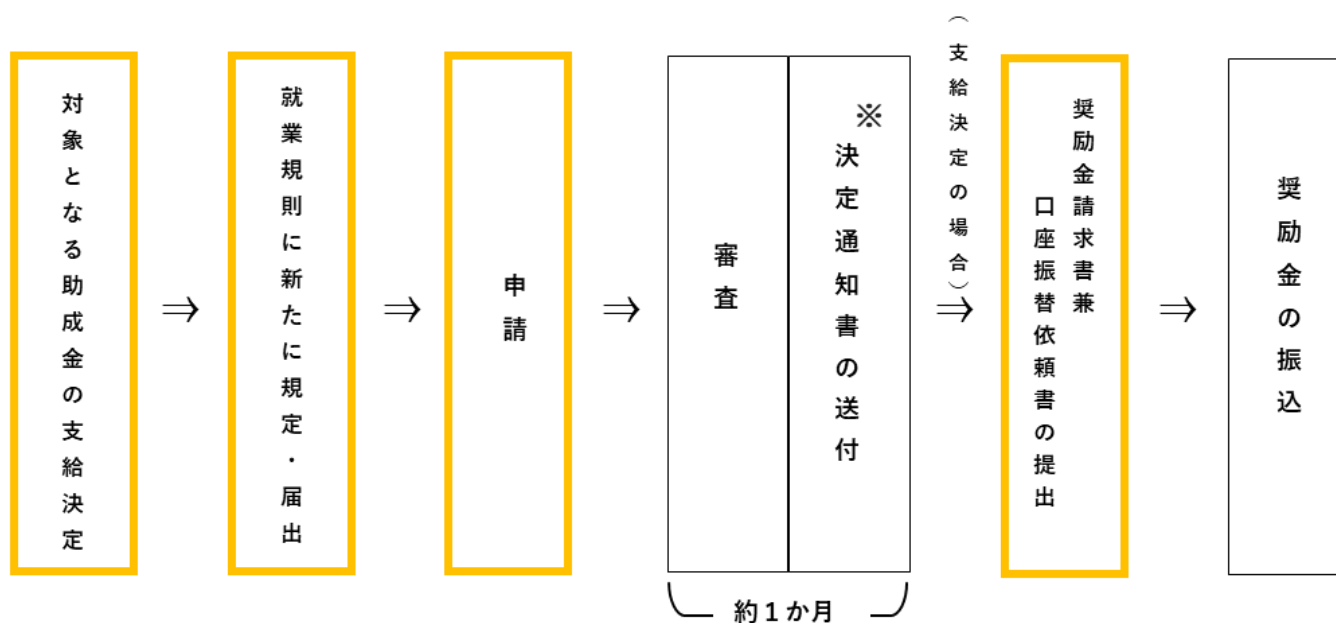 対象となる助成金の支給決定
⇒
就業規則に新たに規定・届出
⇒
申請
⇒
審査
※
決定通知書の送付
約1か月
（支給決定の場合）
⇒
奨励金請求書兼
口座振替依頼書の提出
⇒
奨励金の振込